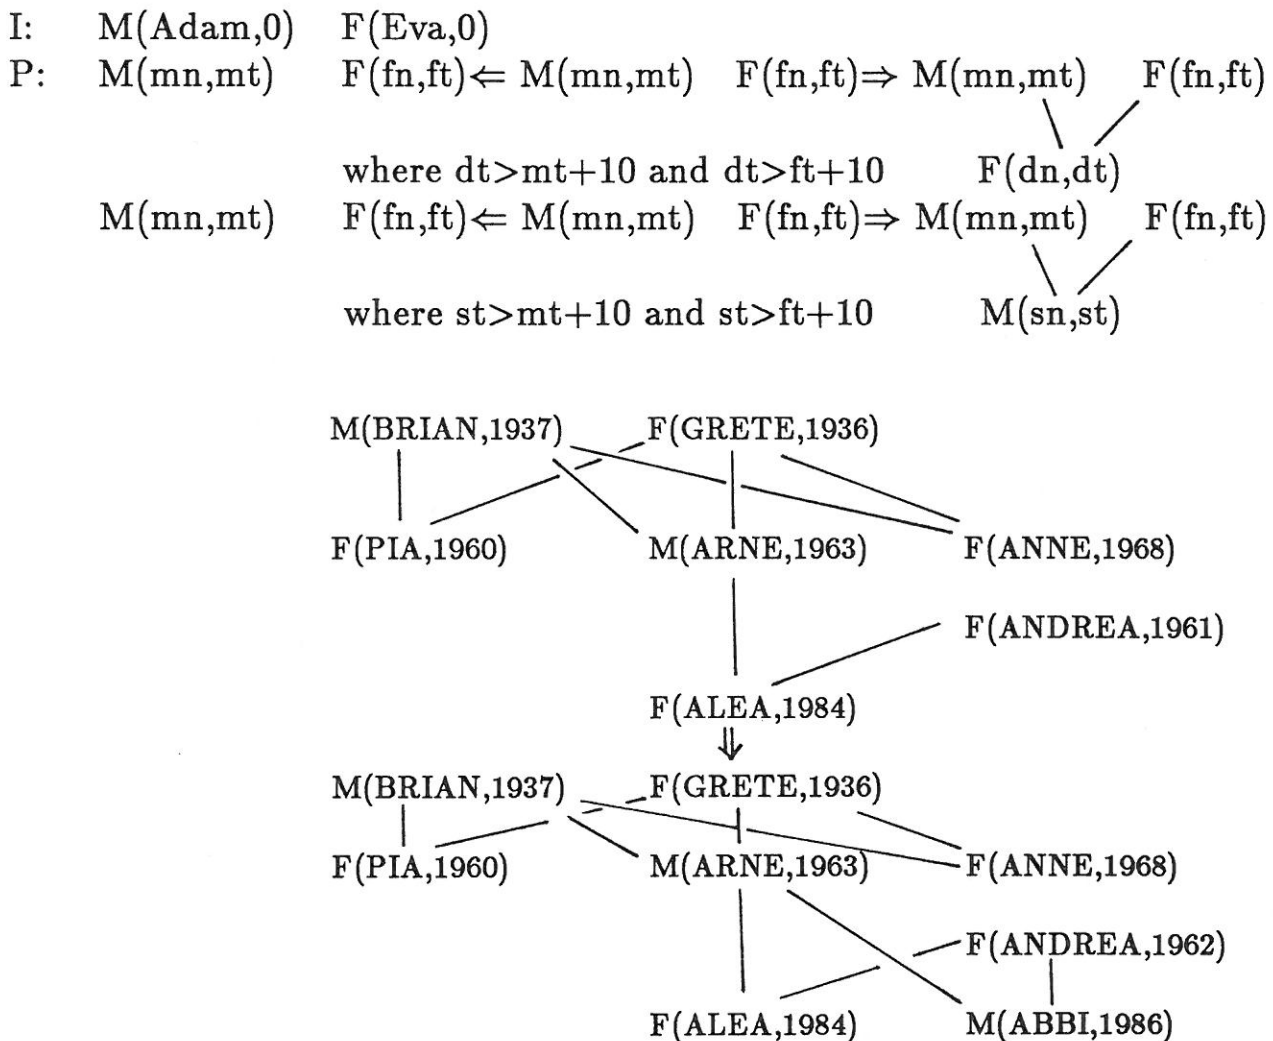 I: M(Adam,0) F(Eva,0)
P: M(mn,mt) F(fn,ft)⇐ M(mn,mt) F(fn,ft)⇒ M(mn,mt) F(fn,ft)
where dt>mt+10 and dt>ft+10 F(dn,dt)
M(mn,mt) F(fn,ft)⇐ M(mn,mt) F(fn,ft)⇒ M(mn,mt) F(fn,ft)
where st>mt+10 and st>ft+10 M(sn,st)
M(BRIAN,1937) F(GRETE,1936)
F(PIA,1960) M(ARNE,1963) F(ANNE,1968)
F(ANDREA,1961)
F(ALEA,1984)
⇓
M(BRIAN,1937) F(GRETE,1936)
F(PIA,1960) M(ARNE,1963) F(ANNE,1968)
F(ANDREA,1962)
F(ALEA,1984) M(ABBI,1986)